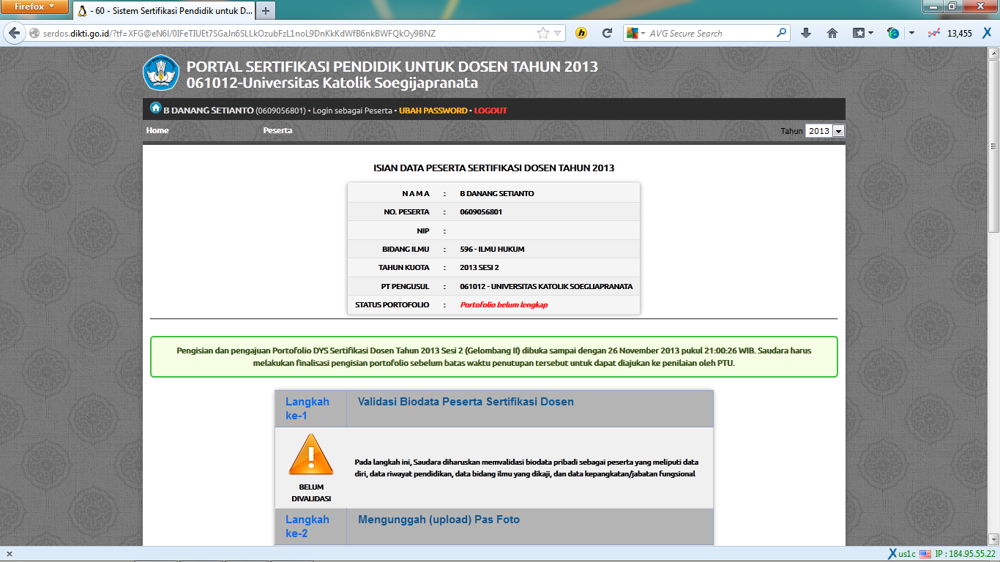 Firefox
- 60 - Sistem Sertifikasi Pendidik untuk D...
serdos.dikti.go.id/?tf=XFG@eN6I/0IFeTIUEt7SGaJn6SLLkOzubFzL1noL9DnKkKdWfB6nkBWFQkOy9BNZ
AVG Secure Search
13,455
PORTAL SERTIFIKASI PENDIDIK UNTUK DOSEN TAHUN 2013
061012-Universitas Katolik Soegijapranata
B DANANG SETIANTO (0609056801) • Login sebagai Peserta • UBAH PASSWORD • LOGOUT
Home Peserta Tahun 2013
ISIAN DATA PESERTA SERTIFIKASI DOSEN TAHUN 2013
N A M A : B DANANG SETIANTO
NO. PESERTA : 0609056801
NIP :
BIDANG ILMU : 596 - ILMU HUKUM
TAHUN KUOTA : 2013 SESI 2
PT PENGUSUL : 061012 - UNIVERSITAS KATOLIK SOEGIJAPRANATA
STATUS PORTOFOLIO : Portofolio belum lengkap
Pengisian dan pengajuan Portofolio DYS Sertifikasi Dosen Tahun 2013 Sesi 2 (Gelombang II) dibuka sampai dengan 26 November 2013 pukul 21:00:26 WIB. Saudara harus
melakukan finalisasi pengisian portofolio sebelum batas waktu penutupan tersebut untuk dapat diajukan ke penilaian oleh PTU.
Langkah
ke-1
Validasi Biodata Peserta Sertifikasi Dosen
BELUM
DIVALIDASI
Pada langkah ini, Saudara diharuskan memvalidasi biodata pribadi sebagai peserta yang meliputi data
diri, data riwayat pendidikan, data bidang ilmu yang dikaji, dan data kepangkatan/jabatan fungsional
Langkah
ke-2
Mengunggah (upload) Pas Foto
us1c IP : 184.95.55.22